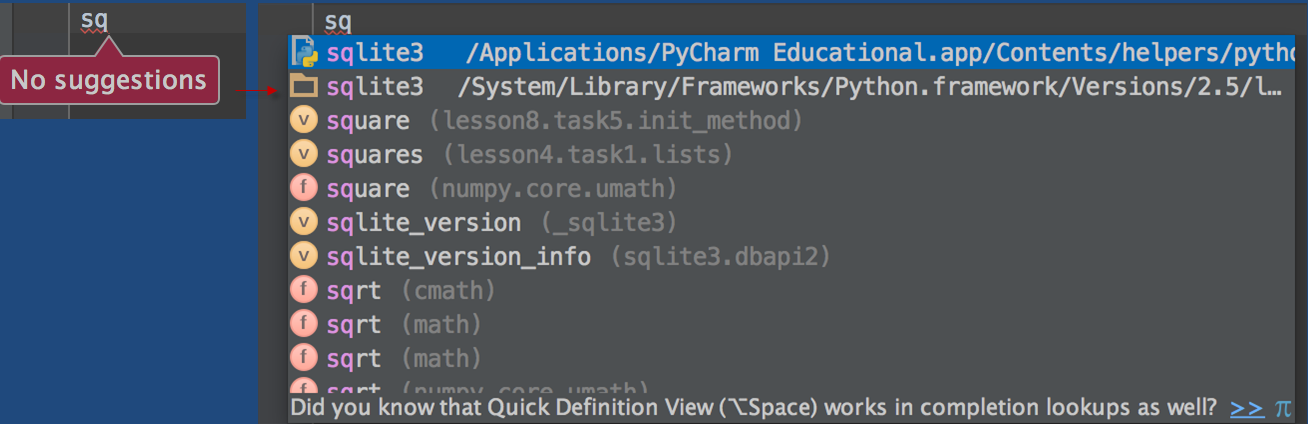 sq
No suggestions
sq
sqlite3 /Applications/PyCharm Educational.app/Contents/helpers/pytho
sqlite3 /System/Library/Frameworks/Python.framework/Versions/2.5/l…
v square (lesson8.task5.init_method)
v squares (lesson4.task1.lists)
f square (numpy.core.umath)
v sqlite_version (_sqlite3)
v sqlite_version_info (sqlite3.dbapi2)
f sqrt (cmath)
f sqrt (math)
f sqrt (math)
f sqrt (numpy.core.umath)
Did you know that Quick Definition View (⌥Space) works in completion lookups as well? >> π